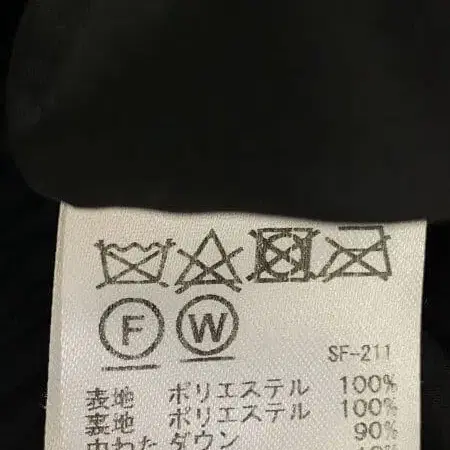 F W
SF-211
表地 ポリエステル 100%
裏地 ポリエステル 100%
中わた ダウン 90%